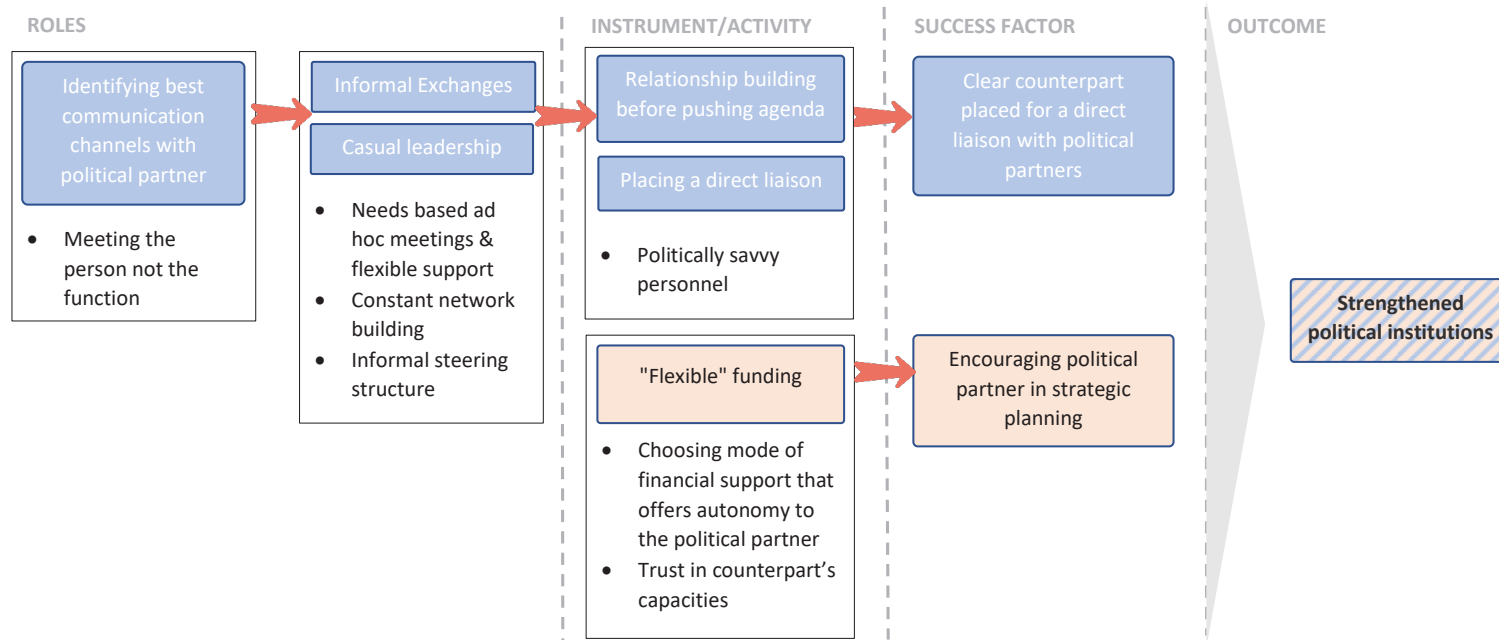 ROLES
INSTRUMENT/ACTIVITY
SUCCESS FACTOR
OUTCOME
Identifying best
communication
channels with
political partner
• Meeting the
person not the
function
Informal Exchanges
Casual leadership
• Needs based ad
hoc meetings &
flexible support
• Constant network
building
• Informal steering
structure
Relationship building
before pushing agenda
Placing a direct liaison
• Politically savvy
personnel
"Flexible" funding
• Choosing mode of
financial support that
offers autonomy to
the political partner
• Trust in counterpart’s
capacities
Clear counterpart
placed for a direct
liaison with political
partners
Encouraging political
partner in strategic
planning
Strengthened
political institutions